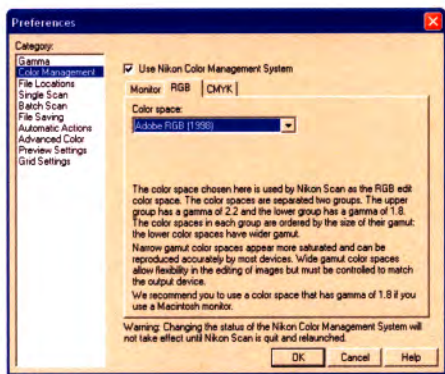 Preferences
Category:
Gamma
Color Management
File Locations
Single Scan
Batch Scan
File Saving
Automatic Actions
Advanced Color
Preview Settings
Grid Settings
Use Nikon Color Management System
Monitor RGB CMYK
Color space:
Adobe RGB (1998)
The color space chosen here is used by Nikon Scan as the RGB edit
color space. The color spaces are separated two groups. The upper
group has a gamma of 2.2 and the lower group has a gamma of 1.8.
The color spaces in each group are ordered by the size of their gamut:
the lower color spaces have wider gamut.
Narrow gamut color spaces appear more saturated and can be
reproduced accurately by most devices. Wide gamut color spaces
allow flexibility in the editing of images but must be controlled to match
the output device.
We recommend you to use a color space that has gamma of 1.8 if you
use a Macintosh monitor.
Warning: Changing the status of the Nikon Color Management System will
not take effect until Nikon Scan is quit and relaunched.
OK Cancel Help